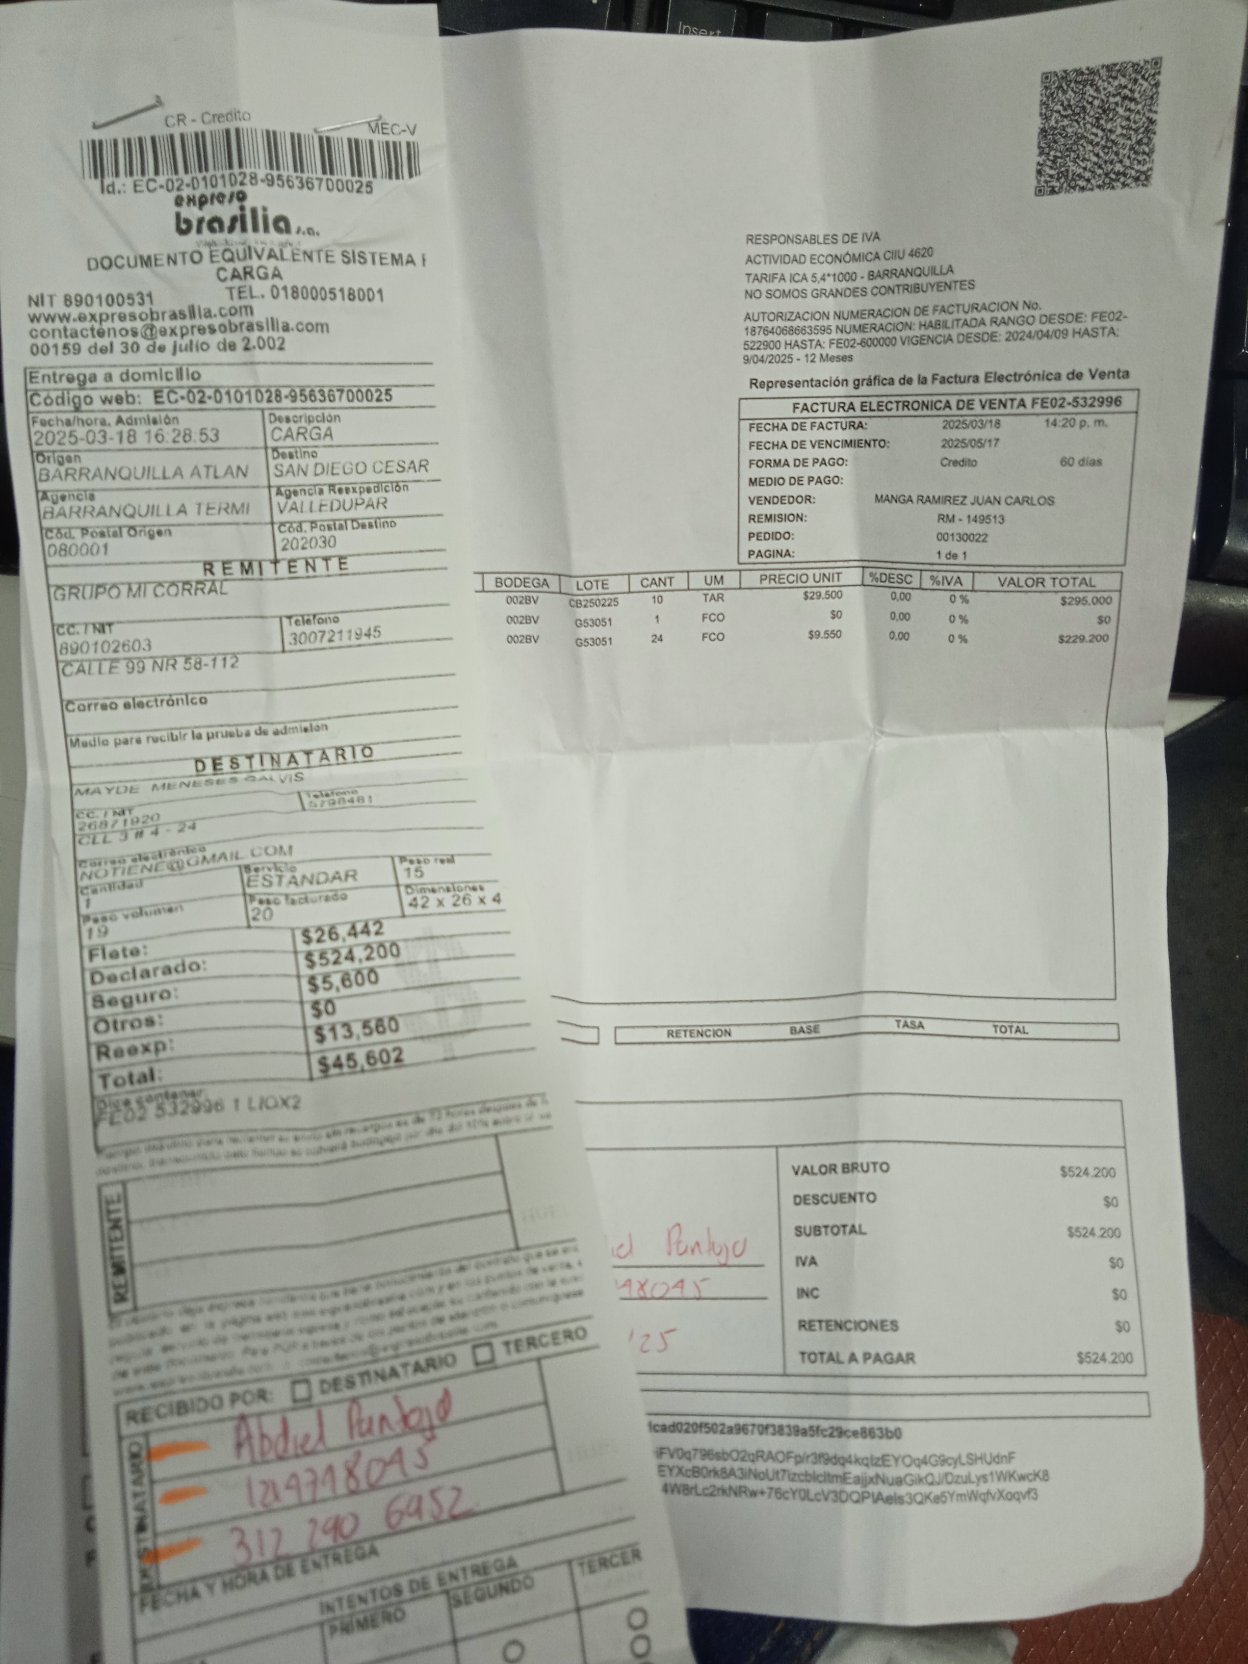 Insert
CR - Credito
MEC-V
Id.: EC-02-0101028-95636700025
expreso
brasilia s.a.
DOCUMENTO EQUIVALENTE SISTEMA
CARGA
NIT 890100531 TEL. 018000518001
www.expresobrasilia.com
contactenos@expresobrasilia.com
00159 del 30 de julio de 2.002
Entrega a domicilio
Código web: EC-02-0101028-95636700025
Fecha/hora. Admisión Descripción
2025-03-18 16:28.53 CARGA
Origen Destino
BARRANQUILLA ATLAN SAN DIEGO CESAR
Agencia Agencia Reexpedición
BARRANQUILLA TERMI VALLEDUPAR
Cód. Postal Origen Cód. Postal Destino
080001 202030
REMITENTE
GRUPO MI CORRAL
CC. / NIT Teléfono
890102603 3007211945
CALLE 99 NR 58-112
Correo electrónico
Medio para recibir la prueba de admisión
DESTINATARIO
MAYDE MENESES GALVIS
CC. / NIT Teléfono
26871920 5798481
CLL 3 # 4 - 24
Correo electrónico
NOTIENE@GMAIL.COM
Cantidad Servicio Peso real
1 ESTANDAR 15
Peso volumen Peso facturado Dimensiones
19 20 42 x 26 x 4
Flete: $26,442
Declarado: $524,200
Seguro: $5,600
Otros: $0
Reexp: $13,560
Total: $45,602
Dice contener:
FE02 532996 1 LIOX2
REMITENTE
RECIBIDO POR: DESTINATARIO TERCERO
DESTINATARIO
Abdiel Pantojo
1214748045
312 290 6952
FECHA Y HORA DE ENTREGA
INTENTOS DE ENTREGA
PRIMERO SEGUNDO TERCER
RESPONSABLES DE IVA
ACTIVIDAD ECONÓMICA CIIU 4620
TARIFA ICA 5,4*1000 - BARRANQUILLA
NO SOMOS GRANDES CONTRIBUYENTES
AUTORIZACION NUMERACION DE FACTURACION No.
18764068663595 NUMERACION: HABILITADA RANGO DESDE: FE02-
522900 HASTA: FE02-600000 VIGENCIA DESDE: 2024/04/09 HASTA:
9/04/2025 - 12 Meses
Representación gráfica de la Factura Electrónica de Venta
FACTURA ELECTRONICA DE VENTA FE02-532996
FECHA DE FACTURA: 2025/03/18 14:20 p. m.
FECHA DE VENCIMIENTO: 2025/05/17
FORMA DE PAGO: Credito 60 dias
MEDIO DE PAGO:
VENDEDOR: MANGA RAMIREZ JUAN CARLOS
REMISION: RM - 149513
PEDIDO: 00130022
PAGINA: 1 de 1
BODEGA LOTE CANT UM PRECIO UNIT %DESC %IVA VALOR TOTAL
002BV CB250225 10 TAR $29.500 0,00 0 % $295.000
002BV G53051 1 FCO $0 0,00 0 % $0
002BV G53051 24 FCO $9.550 0,00 0 % $229.200
RETENCION BASE TASA TOTAL
VALOR BRUTO $524.200
DESCUENTO $0
SUBTOTAL $524.200
IVA $0
INC $0
RETENCIONES $0
TOTAL A PAGAR $524.200
iel Pantojo
48045
'25